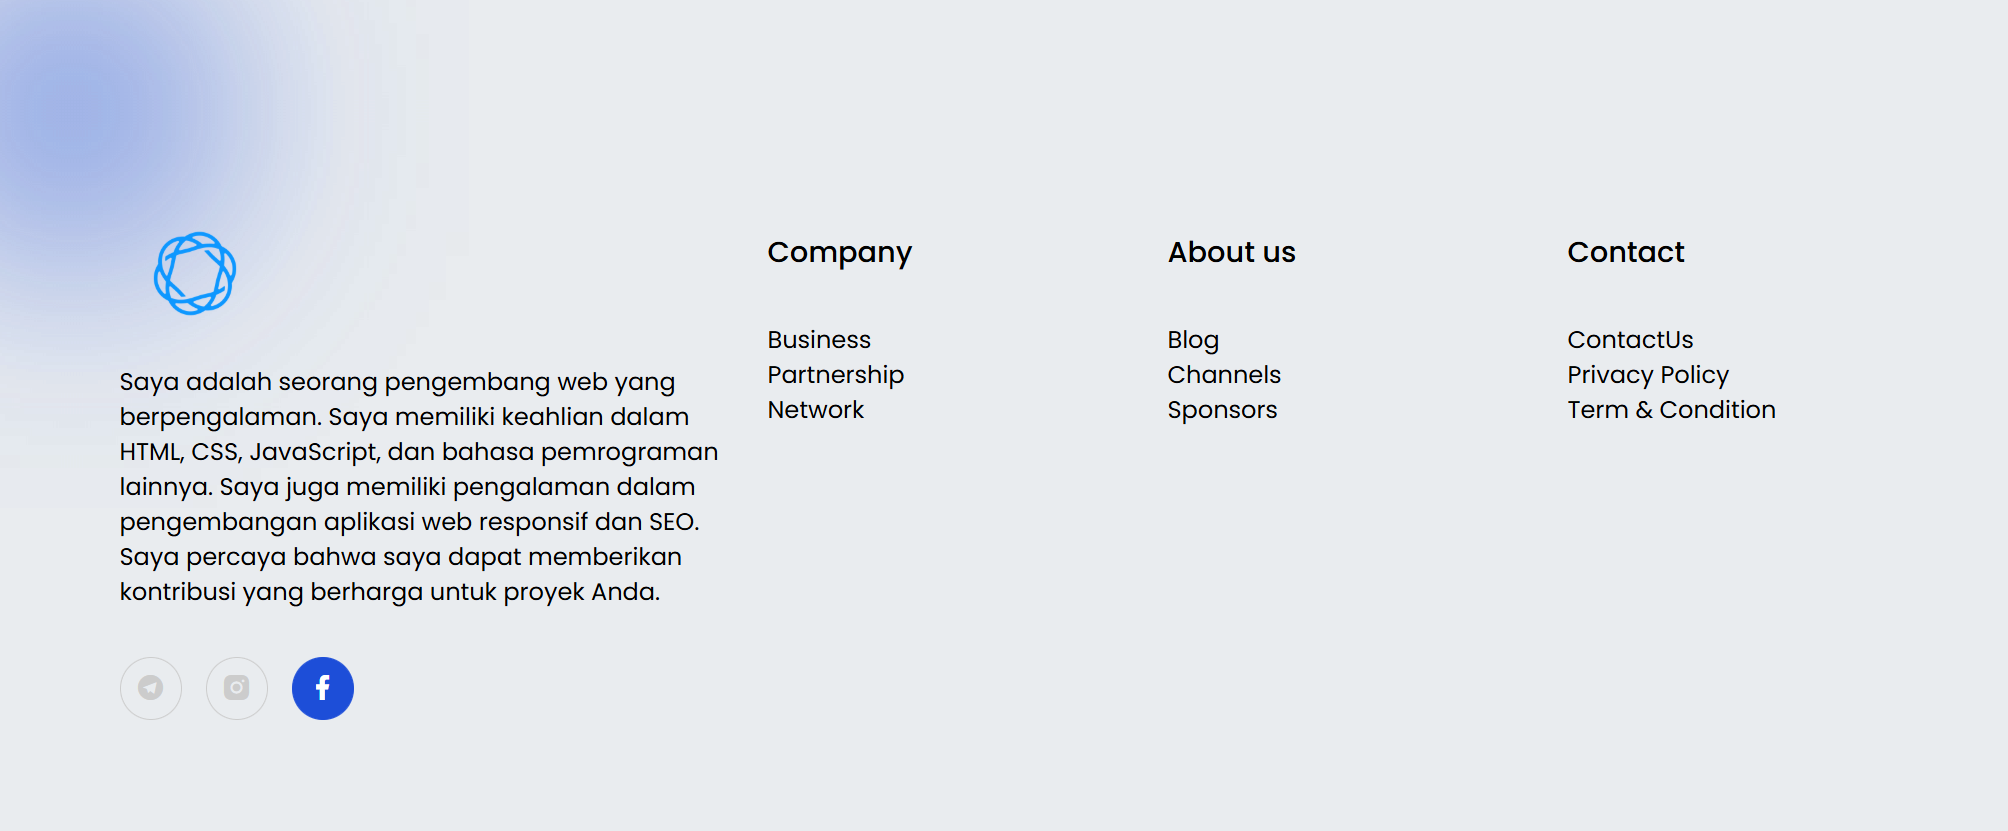 Saya adalah seorang pengembang web yang
berpengalaman. Saya memiliki keahlian dalam
HTML, CSS, JavaScript, dan bahasa pemrograman
lainnya. Saya juga memiliki pengalaman dalam
pengembangan aplikasi web responsif dan SEO.
Saya percaya bahwa saya dapat memberikan
kontribusi yang berharga untuk proyek Anda.
Company
Business
Partnership
Network
About us
Blog
Channels
Sponsors
Contact
ContactUs
Privacy Policy
Term & Condition